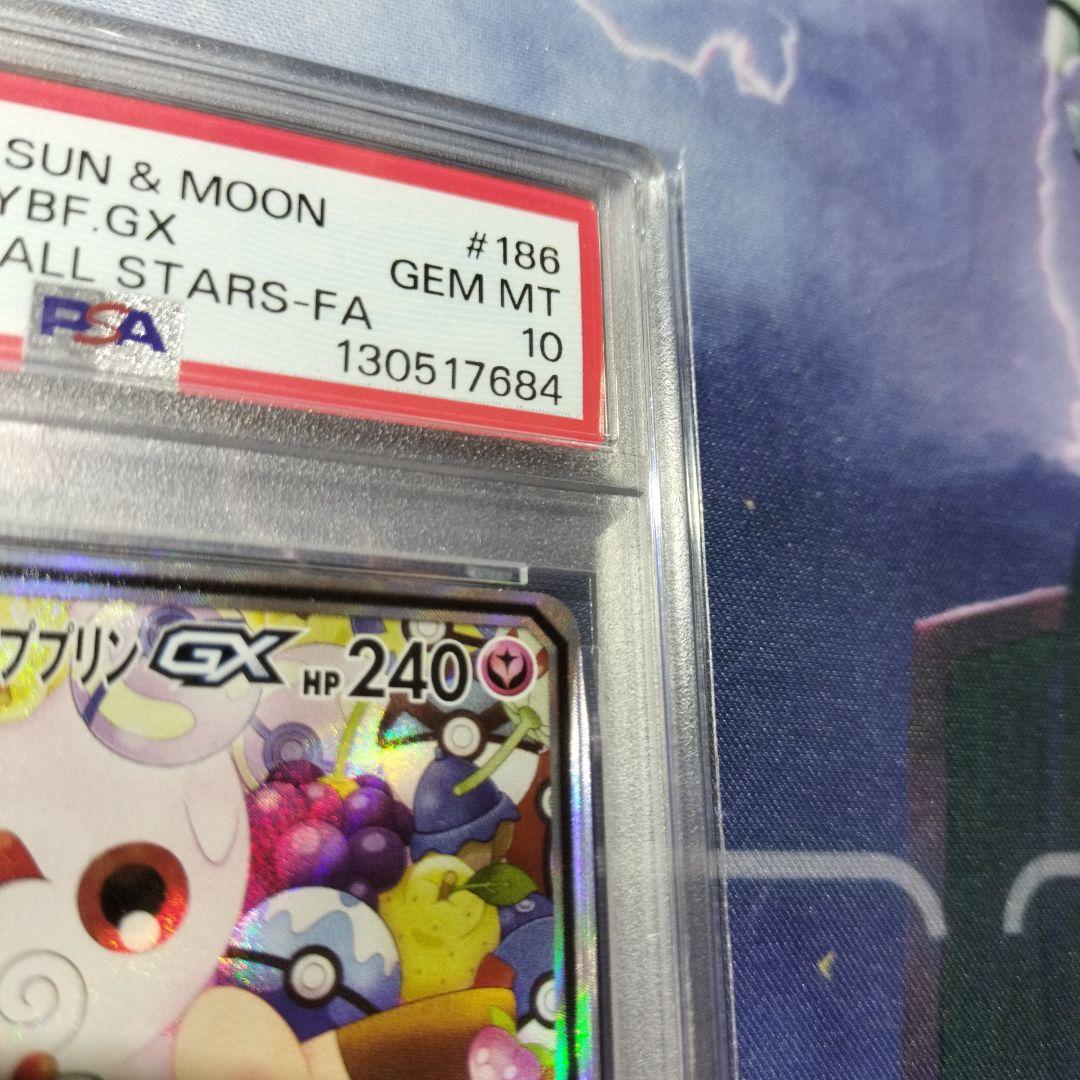 SUN & MOON
YBF.GX
#186
ALL STARS-FA
GEM MT
10
PSA
130517684
ププリン GX HP 240